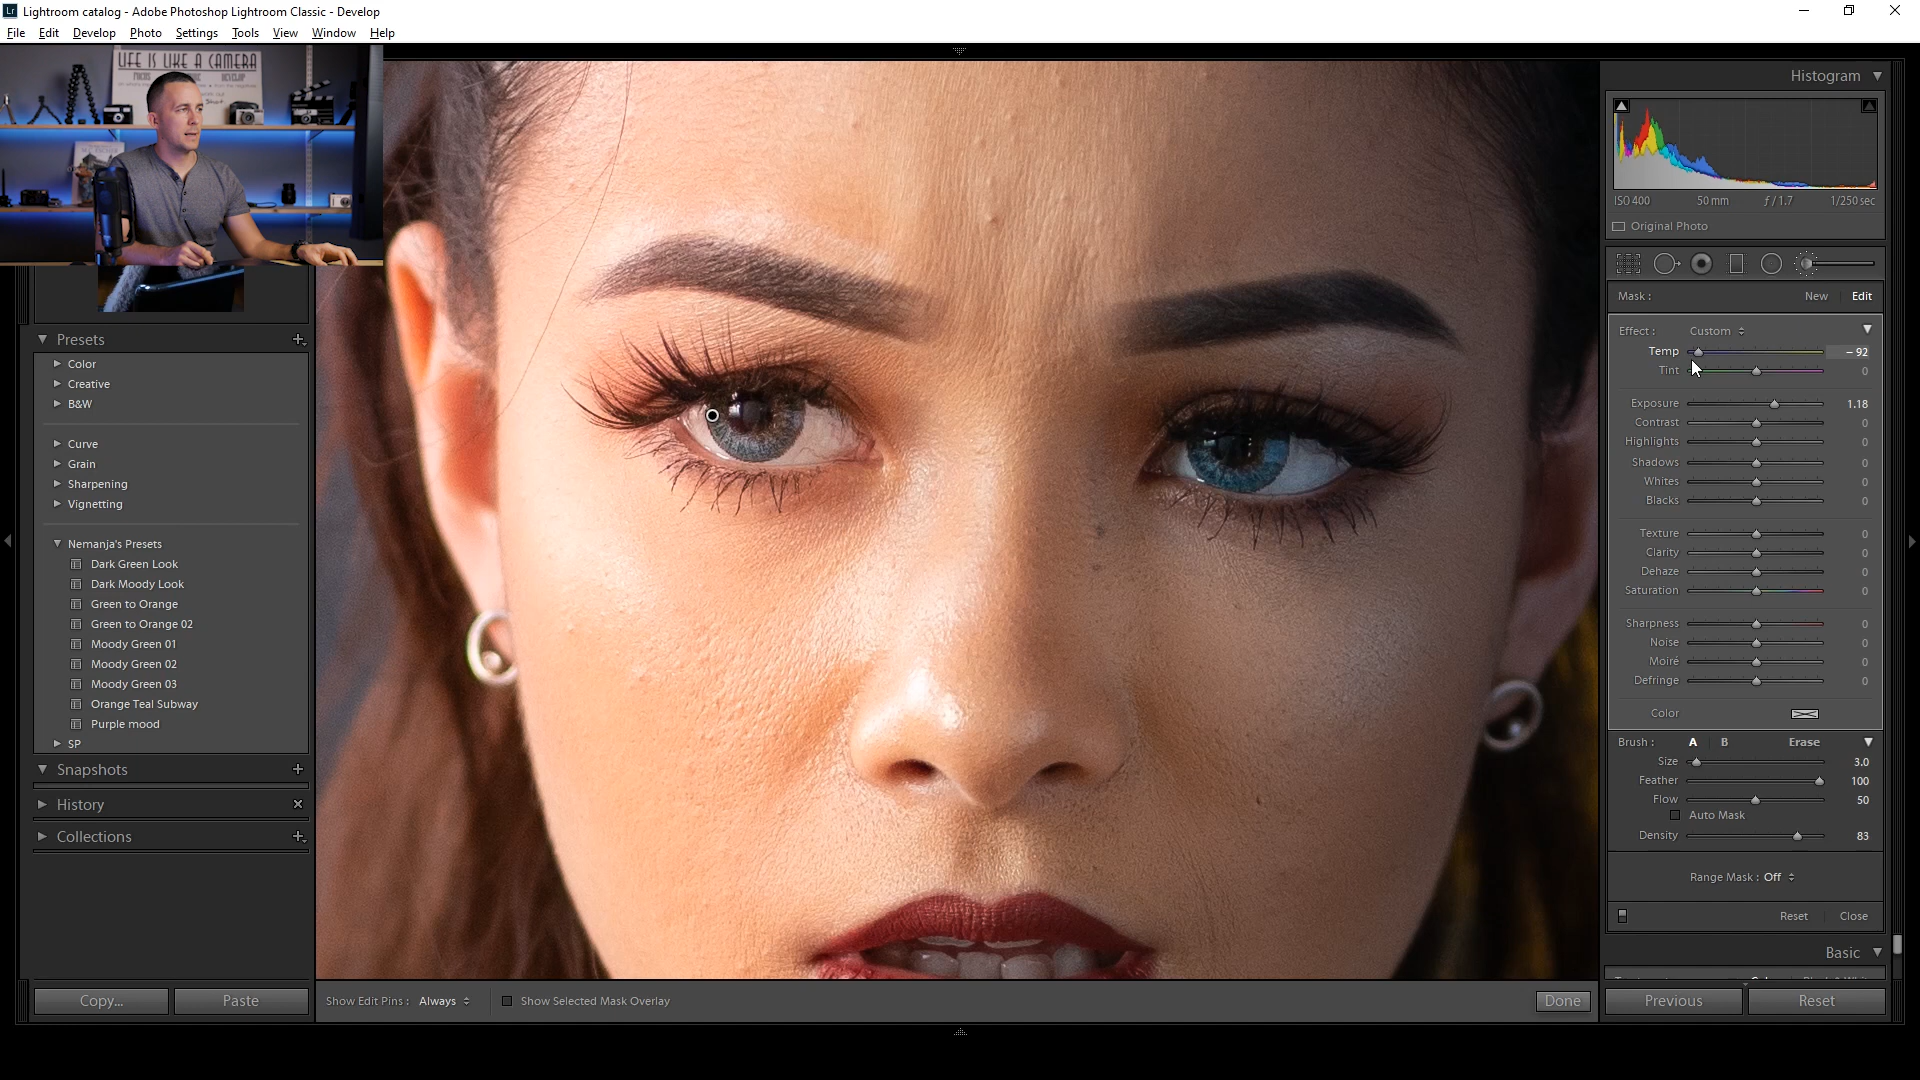 Lr Lightroom catalog - Adobe Photoshop Lightroom Classic - Develop
File Edit Develop Photo Settings Tools View Window Help
LIFE IS LIKE A CAMERA
Histogram
ISO 400 50 mm ƒ / 1.7 1/250 sec
Original Photo
Mask : New Edit
Effect : Custom
Temp – 92
Tint 0
Exposure 1.18
Contrast 0
Highlights 0
Shadows 0
Whites 0
Blacks 0
Texture 0
Clarity 0
Dehaze 0
Saturation 0
Sharpness 0
Noise 0
Moiré 0
Defringe 0
Color
Brush : A B Erase
Size 3.0
Feather 100
Flow 50
Auto Mask
Density 83
Range Mask : Off
Reset Close
Basic
Previous Reset
Presets
Color
Creative
B&W
Curve
Grain
Sharpening
Vignetting
Nemanja's Presets
Dark Green Look
Dark Moody Look
Green to Orange
Green to Orange 02
Moody Green 01
Moody Green 02
Moody Green 03
Orange Teal Subway
Purple mood
SP
Snapshots
History
Collections
Copy... Paste
Show Edit Pins : Always Show Selected Mask Overlay Done